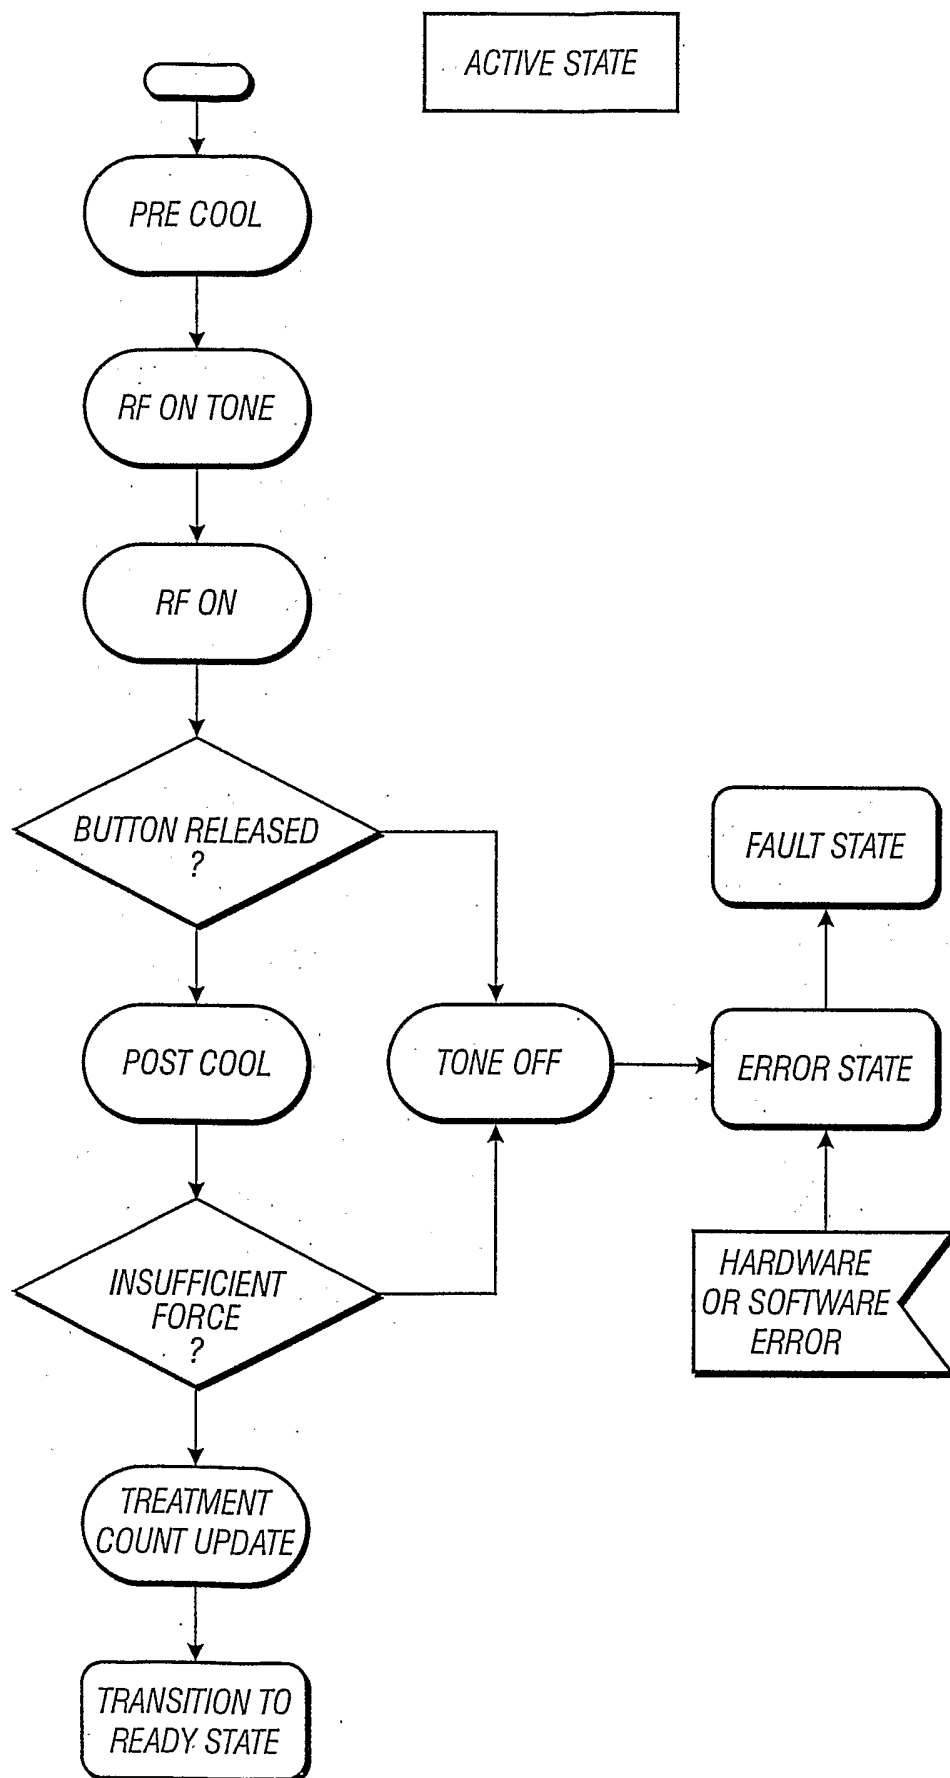 ACTIVE STATE
PRE COOL
RF ON TONE
RF ON
BUTTON RELEASED
?
FAULT STATE
POST COOL
TONE OFF
ERROR STATE
INSUFFICIENT
FORCE
?
HARDWARE
OR SOFTWARE
ERROR
TREATMENT
COUNT UPDATE
TRANSITION TO
READY STATE